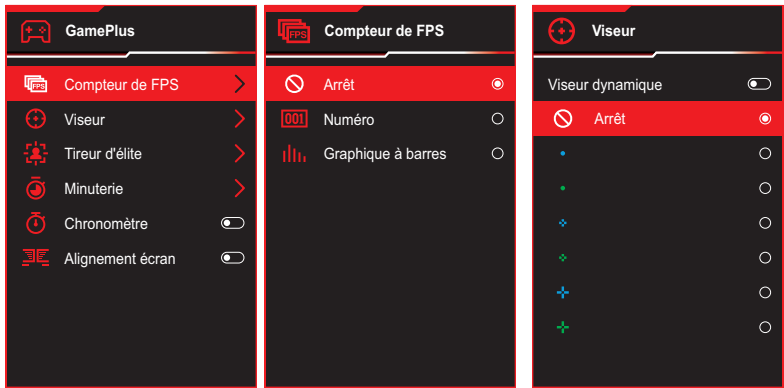 GamePlus
FPS
Compteur de FPS
Viseur
Tireur d'élite
Minuterie
Chronomètre
Alignement écran
FPS
Compteur de FPS
Arrêt
001
Numéro
Graphique à barres
Viseur
Viseur dynamique
Arrêt